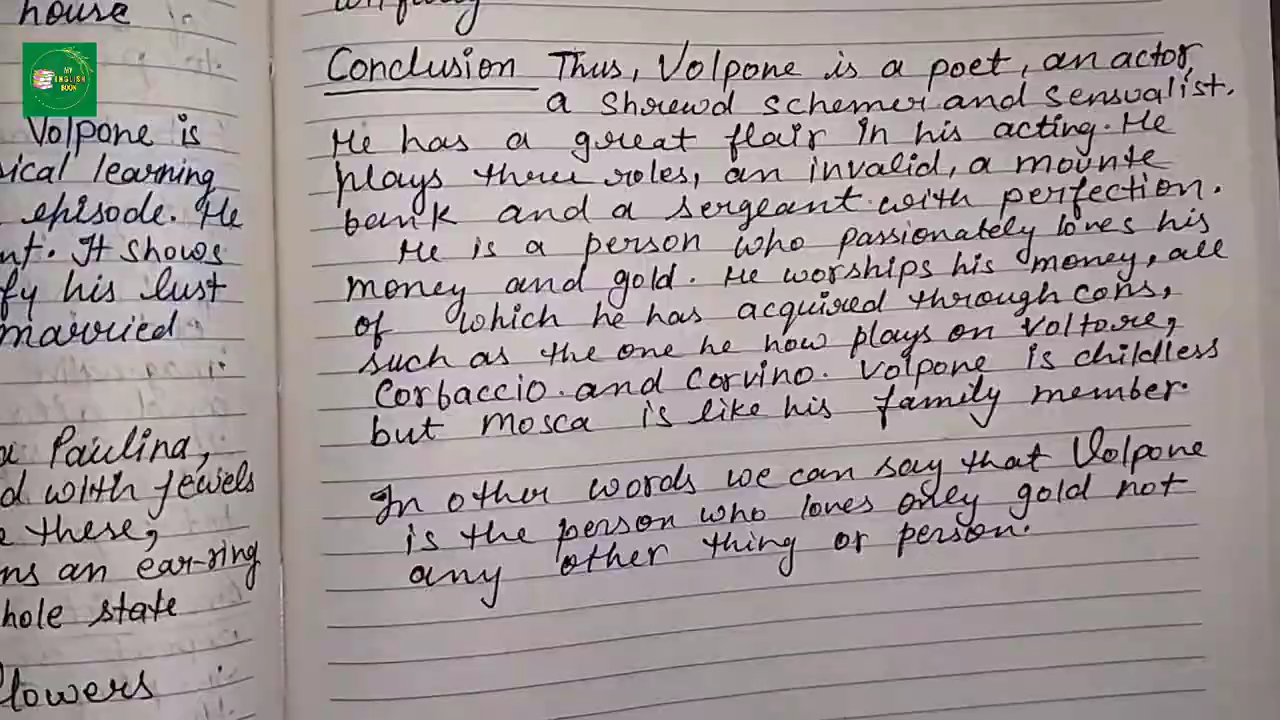 house
MY
ENGLISH
BOOK
Volpone is
ical learning
episode. He
nt. It shows
fy his lust
married
Paulina,
d with jewels
these,
ns an ear-ring
hole state
lowers
Conclusion Thus, Volpone is a poet, an actor,
a shrewd schemer and sensualist.
He has a great flair in his acting. He
plays three roles, an invalid, a mounte
bank and a sergeant with perfection.
He is a person who passionately loves his
money and gold. He worships his money, all
of which he has acquired through cons,
such as the one he now plays on Voltore,
Corbaccio and Corvino. Volpone is childless
but Mosca is like his family member.
In other words we can say that Volpone
is the person who loves only gold not
any other thing or person.